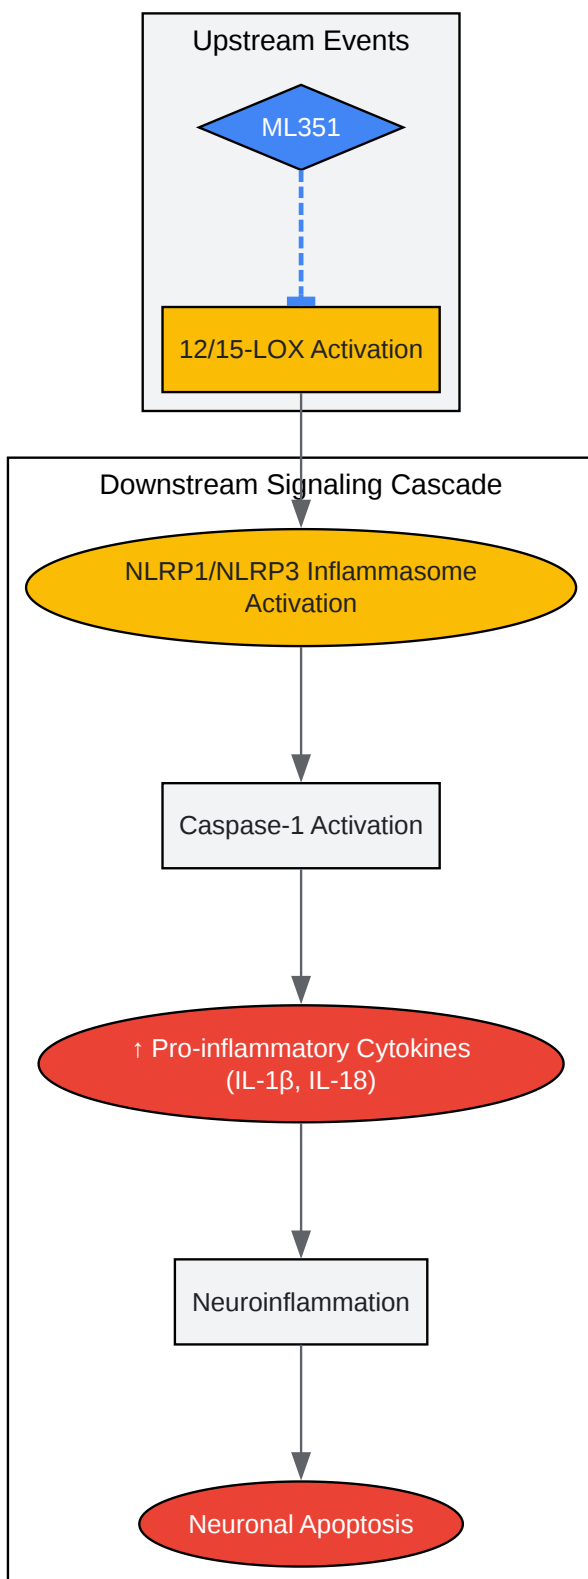 Upstream Events
ML351
12/15-LOX Activation
Downstream Signaling Cascade
NLRP1/NLRP3 Inflammasome
Activation
Caspase-1 Activation
↑ Pro-inflammatory Cytokines
(IL-1β, IL-18)
Neuroinflammation
Neuronal Apoptosis